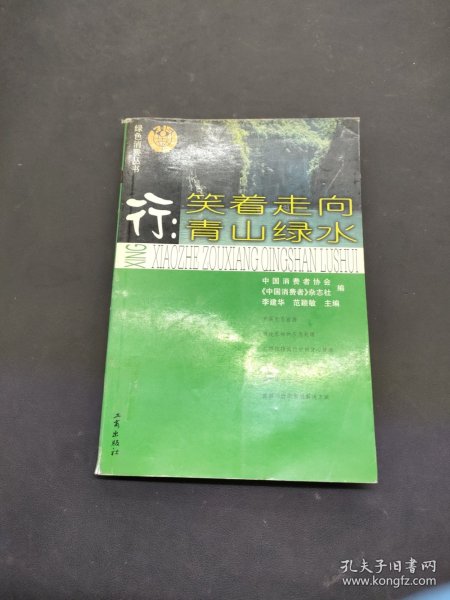 绿色消费丛书
行:
笑着走向
青山绿水
XING
XIAOZHE ZOUXIANG QINGSHAN LUSHUI
中国消费者协会
《中国消费者》杂志社
编
李建华 范颖敏 主编
工商出版社
孔夫子旧书网
www.kongfz.com